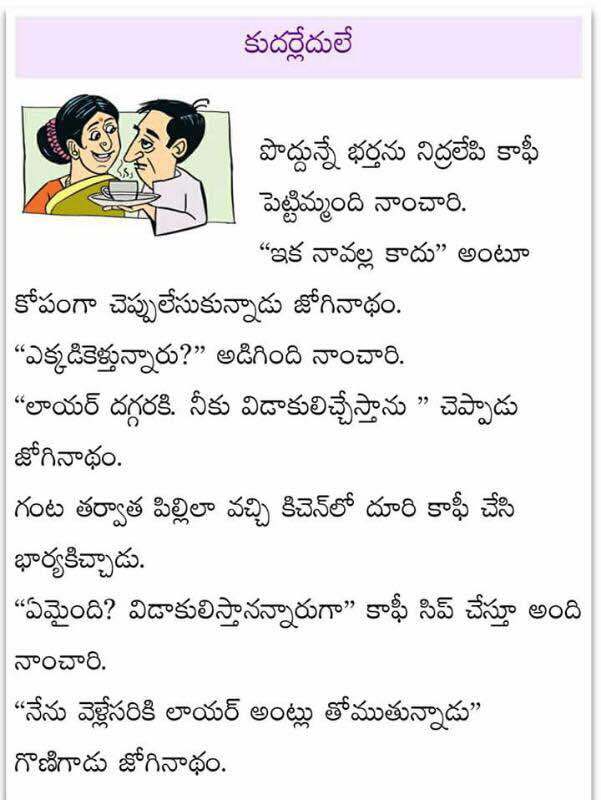 కుదర్లేదులే
పొద్దున్నే భర్తను నిద్రలేపి కాఫీ
పెట్టిమ్మంది నాంచారి.
“ఇక నావల్ల కాదు” అంటూ
కోపంగా చెప్పులేసుకున్నాడు జోగినాథం.
“ఎక్కడికెళ్తున్నారు?” అడిగింది నాంచారి.
“లాయర్ దగ్గరకి. నీకు విడాకులిచ్చేస్తాను ” చెప్పాడు
జోగినాథం.
గంట తర్వాత పిల్లిలా వచ్చి కిచెన్‌లో దూరి కాఫీ చేసి
భార్యకిచ్చాడు.
“ఏమైంది? విడాకులిస్తానన్నారుగా” కాఫీ సిప్ చేస్తూ అంది
నాంచారి.
“నేను వెళ్లేసరికి లాయర్ అంట్లు తోముతున్నాడు”
గొణిగాడు జోగినాథం.